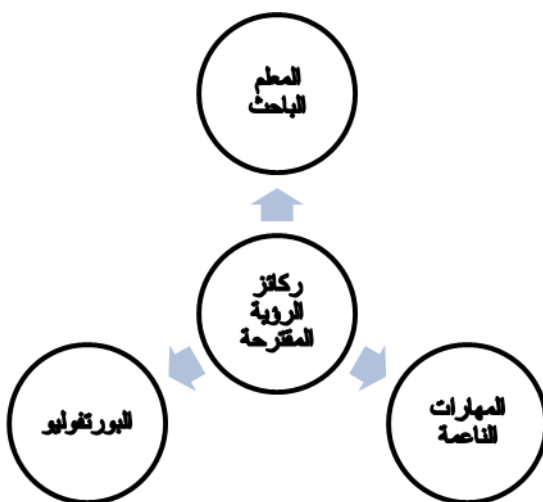 المعلم
الباحث
ركائز
الرؤية
المقترحة
المهارات
الناعمة
البورتفوليو